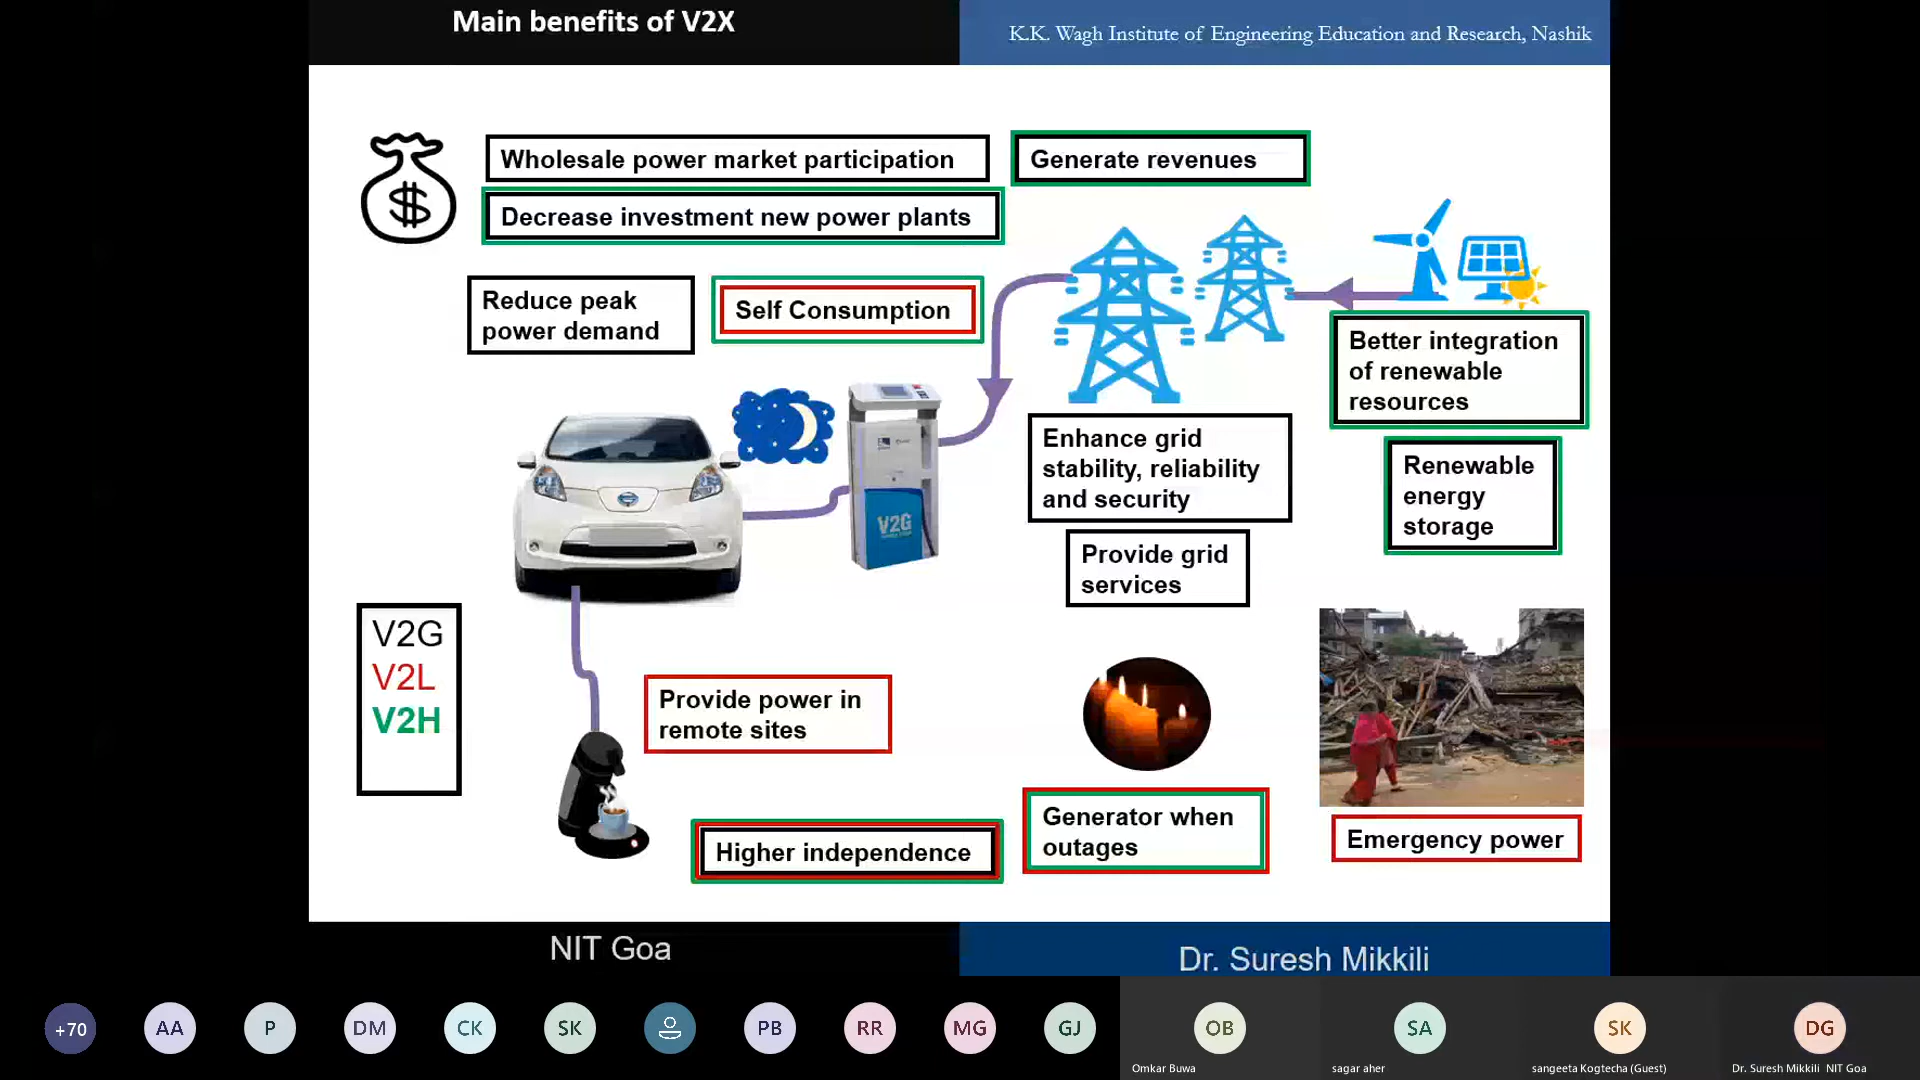 Main benefits of V2X
K.K. Wagh Institute of Engineering Education and Research, Nashik
Wholesale power market participation
Generate revenues
Decrease investment new power plants
Reduce peak
power demand
Self Consumption
Better integration
of renewable
resources
Enhance grid
stability, reliability
and security
Renewable
energy
storage
V2G
Provide grid
services
V2G
V2L
V2H
Provide power in
remote sites
Generator when
outages
Higher independence
Emergency power
NIT Goa
Dr. Suresh Mikkili
+70
AA
P
DM
CK
SK
PB
RR
MG
GJ
OB
SA
SK
DG
Omkar Buwa
sagar aher
sangeeta Kogtecha (Guest)
Dr. Suresh Mikkili NIT Goa